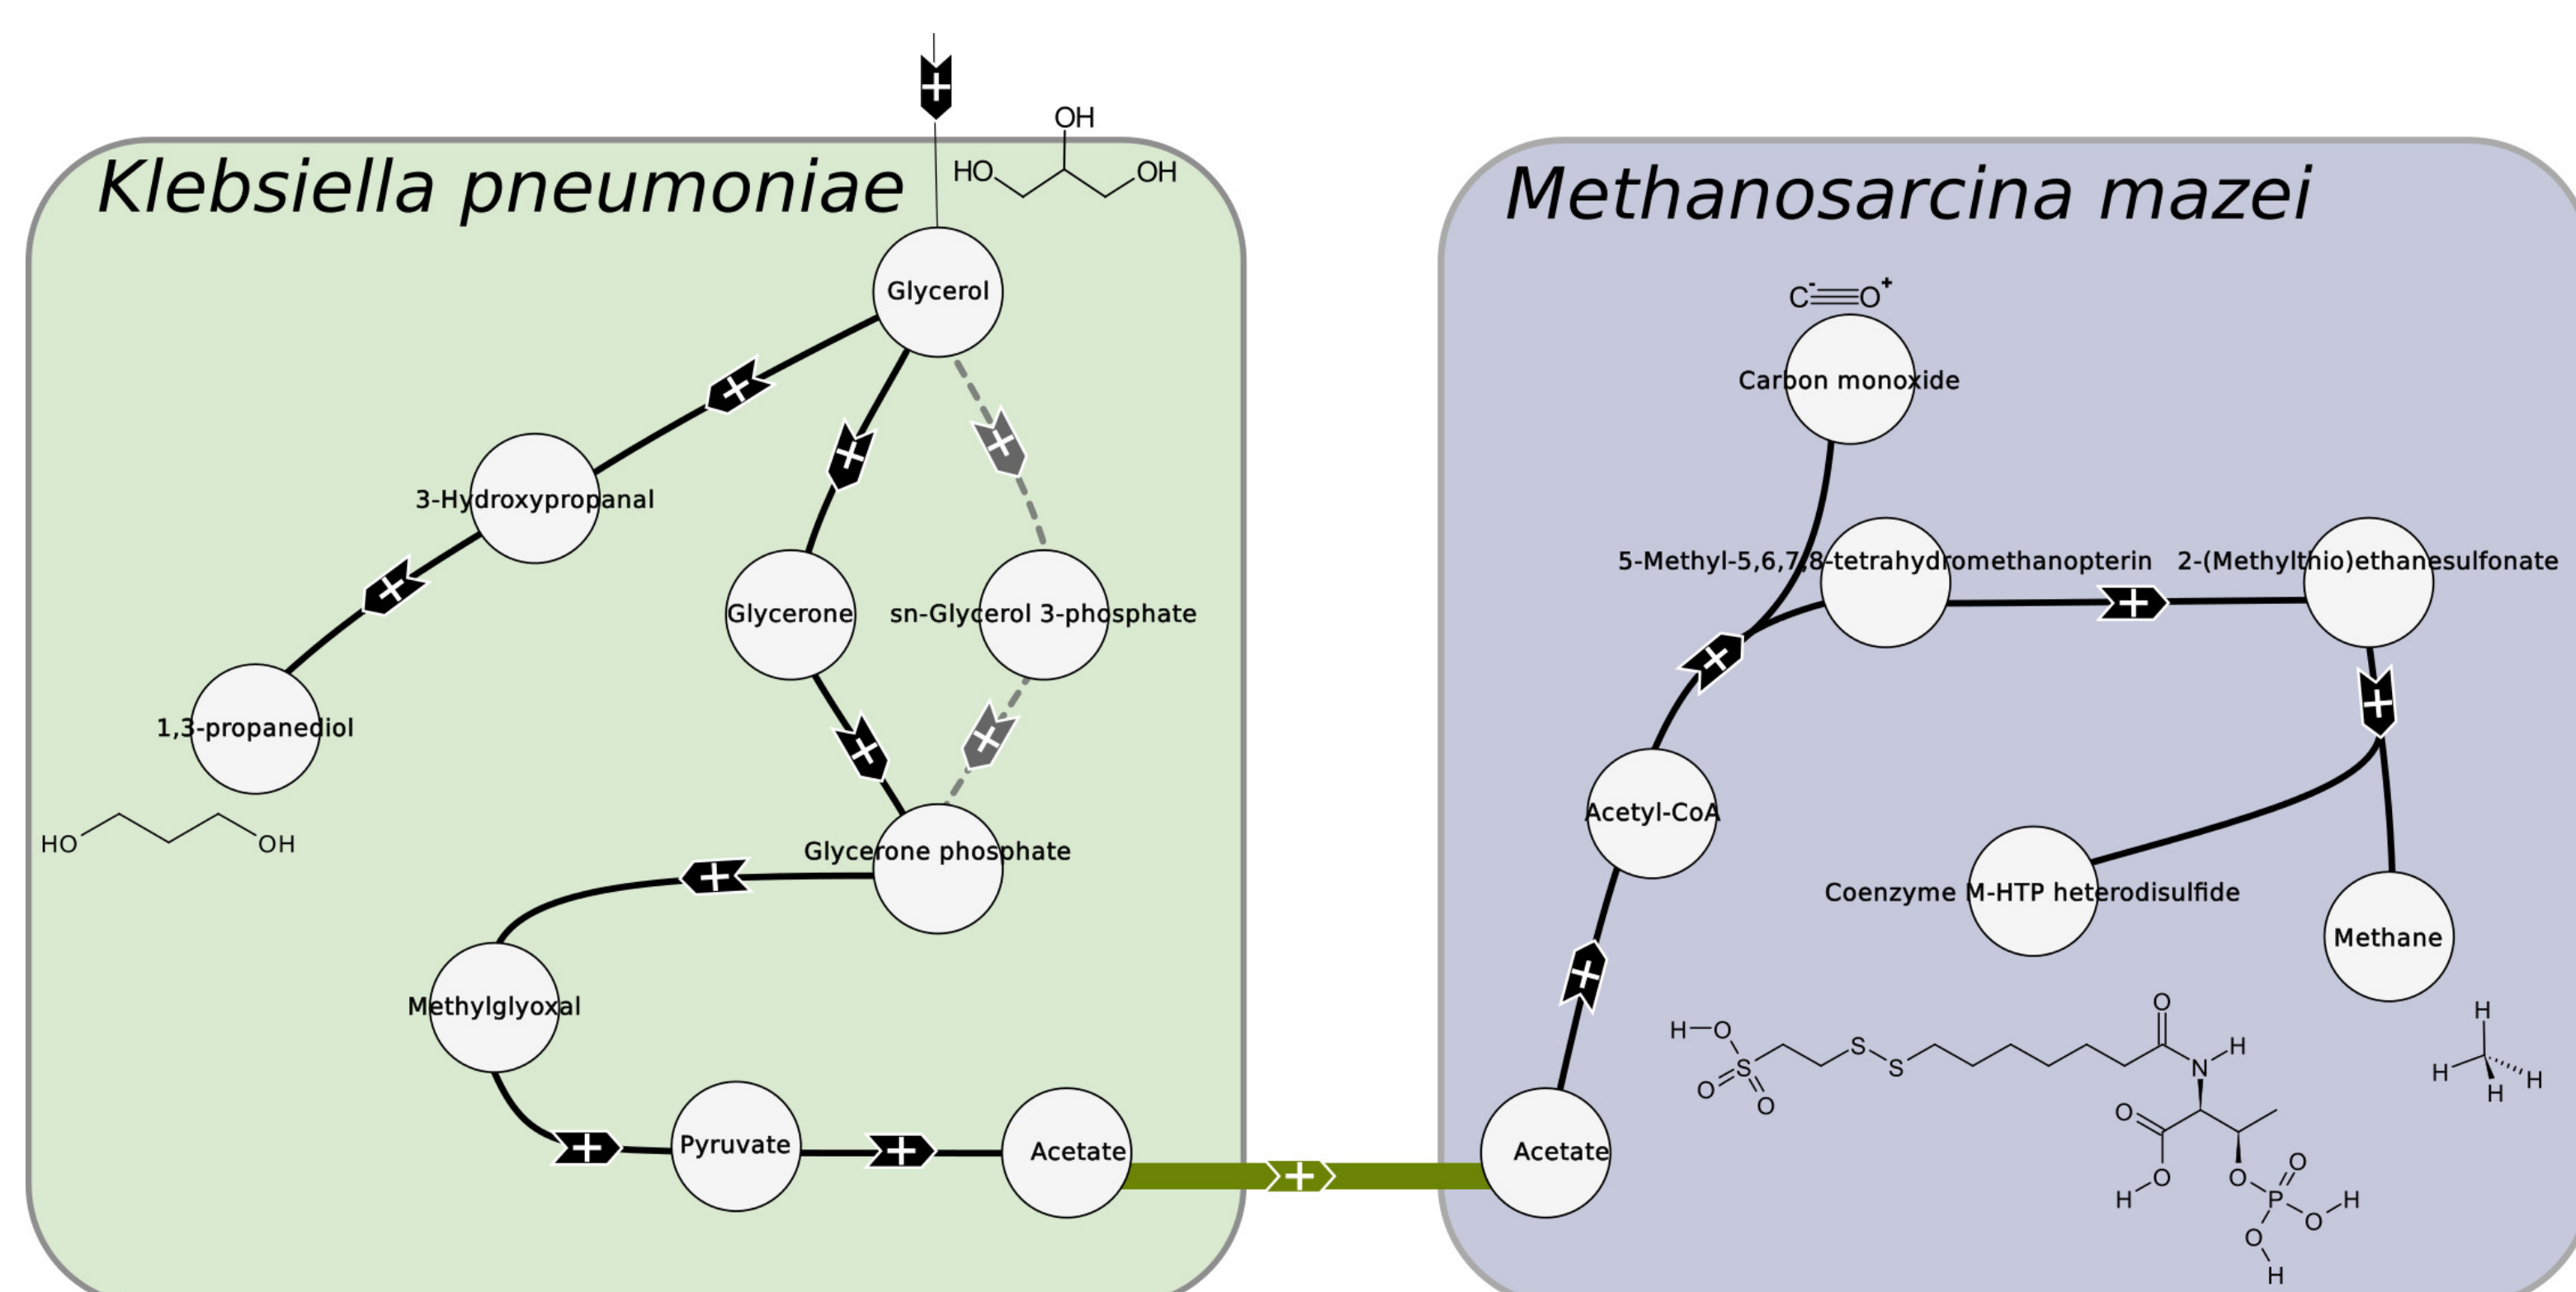 Klebsiella pneumoniae
OH
HO
OH
Glycerol
3-Hydroxypropanal
Glycerone
sn-Glycerol 3-phosphate
1,3-propanediol
HO
OH
Glycerone phosphate
Methylglyoxal
Pyruvate
Acetate
Methanosarcina mazei
C
-
O
+
Carbon monoxide
5-Methyl-5,6,7,8-tetrahydromethanopterin
2-(Methylthio)ethanesulfonate
Acetyl-CoA
Coenzyme M-HTP heterodisulfide
Methane
Acetate
H
O
S
O
O
S
S
O
N
H
O
O
H
O
P
O
O
H
O
H
H
H
H
H